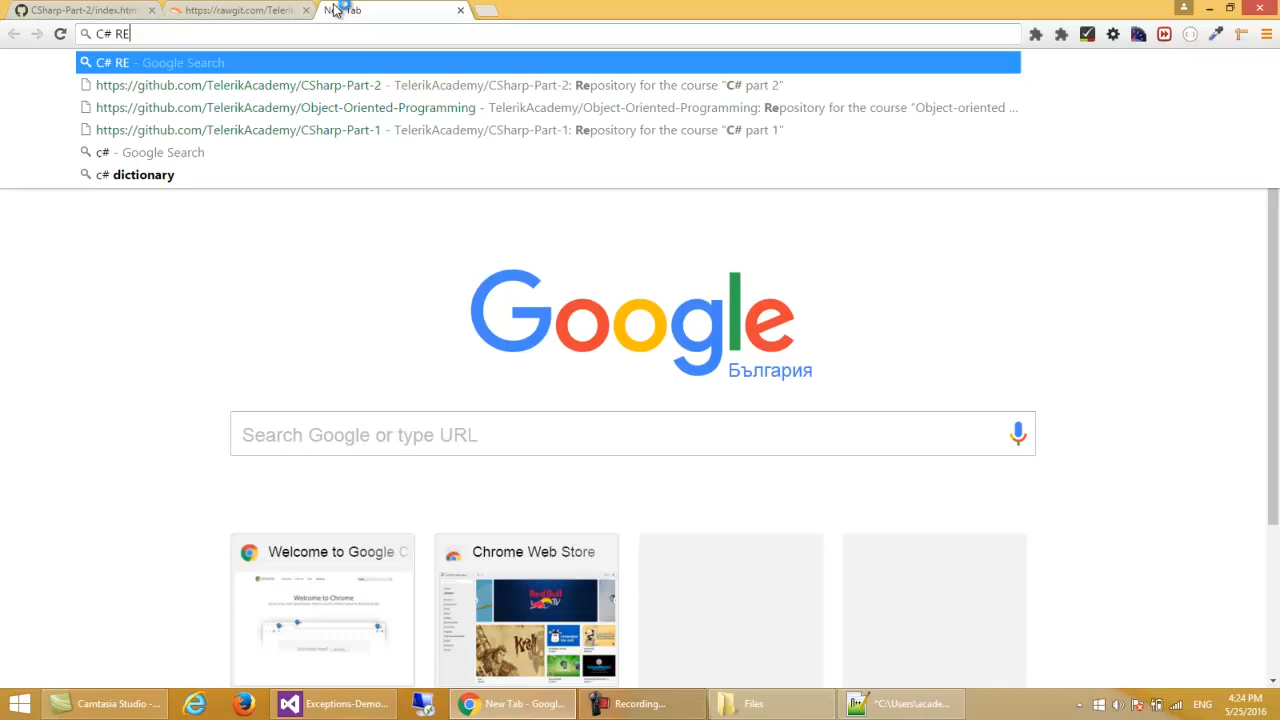 CSharp-Part-2/index.htm
https://rawgit.com/Telerik
New Tab
C# RE
C# RE - Google Search
https://github.com/TelerikAcademy/CSharp-Part-2 - TelerikAcademy/CSharp-Part-2: Repository for the course "C# part 2"
https://github.com/TelerikAcademy/Object-Oriented-Programming - TelerikAcademy/Object-Oriented-Programming: Repository for the course "Object-oriented ...
https://github.com/TelerikAcademy/CSharp-Part-1 - TelerikAcademy/CSharp-Part-1: Repository for the course "C# part 1"
c# - Google Search
c# dictionary
Google
България
Search Google or type URL
Welcome to Google C
Chrome Web Store
Welcome to Chrome
Red Bull
TV
Kraft
Camtasia Studio -...
Exceptions-Demo...
New Tab - Googl...
Recording...
Files
*C:\Users\acade...
ENG
4:24 PM
5/25/2016